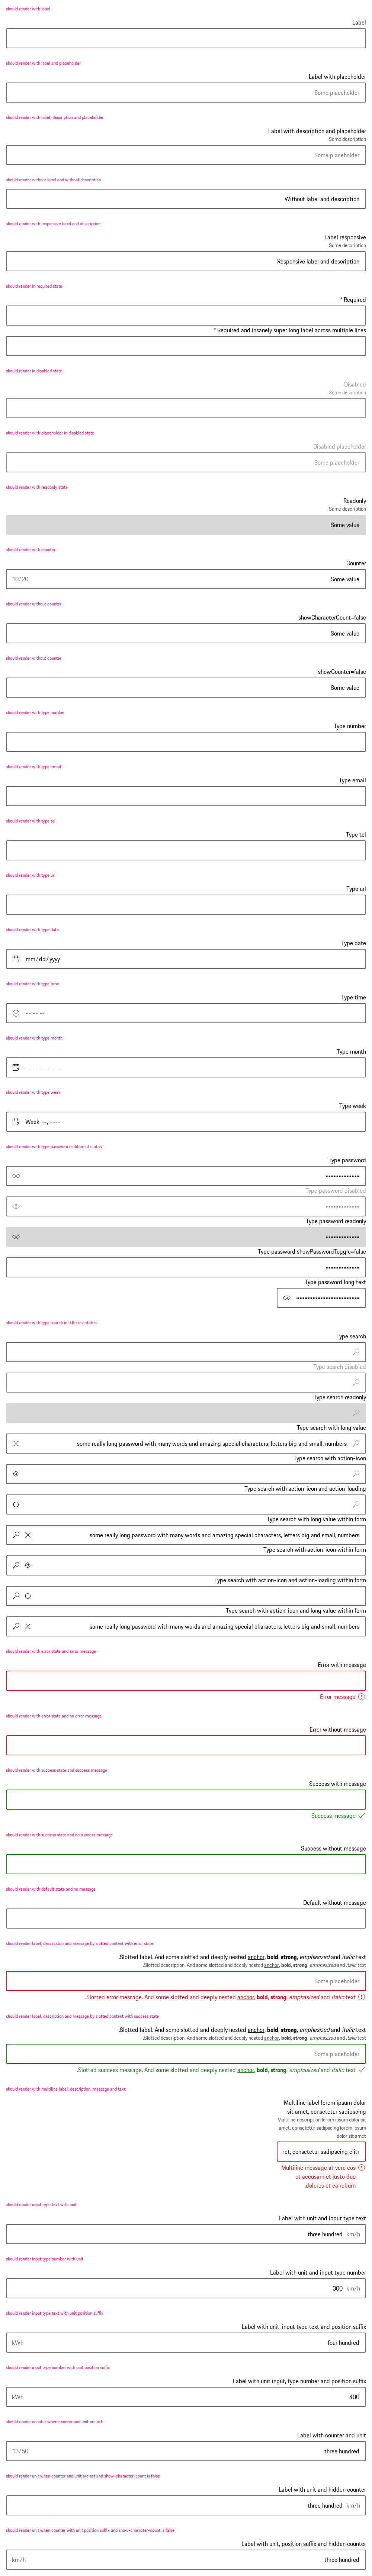 should render with label
Label
should render with label and placeholder
Label with placeholder
Some placeholder
should render with label, description and placeholder
Label with description and placeholder
Some description
Some placeholder
should render without label and without description
Without label and description
should render with responsive label and description
Label responsive
Some description
Responsive label and description
should render in required state
* Required
* Required and insanely super long label across multiple lines
should render in disabled state
Disabled
Some description
should render with placeholder in disabled state
Disabled placeholder
Some placeholder
should render with readonly state
Readonly
Some description
Some value
should render with counter
Counter
10/20 Some value
should render without counter
showCharacterCount=false
Some value
should render without counter
showCounter=false
Some value
should render with type number
Type number
should render with type email
Type email
should render with type tel
Type tel
should render with type url
Type url
should render with type date
Type date
mm/dd/yyyy
should render with type time
Type time
--:-- --
should render with type month
Type month
--------- ----
should render with type week
Type week
Week --, ----
should render with type password in different states
Type password
•••••••••••••
Type password disabled
•••••••••••••
Type password readonly
•••••••••••••
Type password showPasswordToggle=false
•••••••••••••
Type password long text
should render with type search in different states
Type search
Type search disabled
Type search readonly
Type search with long value
some really long password with many words and amazing special characters, letters big and small, numbers
Type search with action-icon
Type search with action-icon and action-loading
Type search with long value within form
some really long password with many words and amazing special characters, letters big and small, numbers
Type search with action-icon within form
Type search with action-icon and action-loading within form
Type search with action-icon and long value within form
some really long password with many words and amazing special characters, letters big and small, numbers
should render with error state and error message
Error with message
Error message
should render with error state and no error message
Error without message
should render with success state and success message
Success with message
Success message
should render with success state and no success message
Success without message
should render with default state and no message
Default without message
should render label, description and message by slotted content with error state
.Slotted label. And some slotted and deeply nested anchor, bold, strong, emphasized and italic text
.Slotted description. And some slotted and deeply nested anchor, bold, strong, emphasized and italic text
Some placeholder
.Slotted error message. And some slotted and deeply nested anchor, bold, strong, emphasized and italic text
should render label, description and message by slotted content with success state
.Slotted label. And some slotted and deeply nested anchor, bold, strong, emphasized and italic text
.Slotted description. And some slotted and deeply nested anchor, bold, strong, emphasized and italic text
Some placeholder
.Slotted success message. And some slotted and deeply nested anchor, bold, strong, emphasized and italic text
should render with multiline label, description, message and text
Multiline label lorem ipsum dolor
sit amet, consetetur sadipscing
Multiline description lorem ipsum dolor sit
amet, consetetur sadipscing lorem ipsum
dolor sit amet
, consetetur sadipscing elitr
Multiline message at vero eos
et accusam et justo duo
.dolores et ea rebum
should render input type text with unit
Label with unit and input type text
three hundred km/h
should render input type number with unit
Label with unit and input type number
300 km/h
should render input type text with unit position suffix
Label with unit, input type text and position suffix
kWh four hundred
should render input type number with unit position suffix
Label with unit input, type number and position suffix
kWh 400
should render counter when counter and unit are set
Label with counter and unit
13/50 three hundred
should render unit when counter and unit are set and show-character-count is false
Label with unit and hidden counter
three hundred km/h
should render unit when counter with unit position suffix and show-character-count is false
Label with unit, position suffix and hidden counter
km/h three hundred